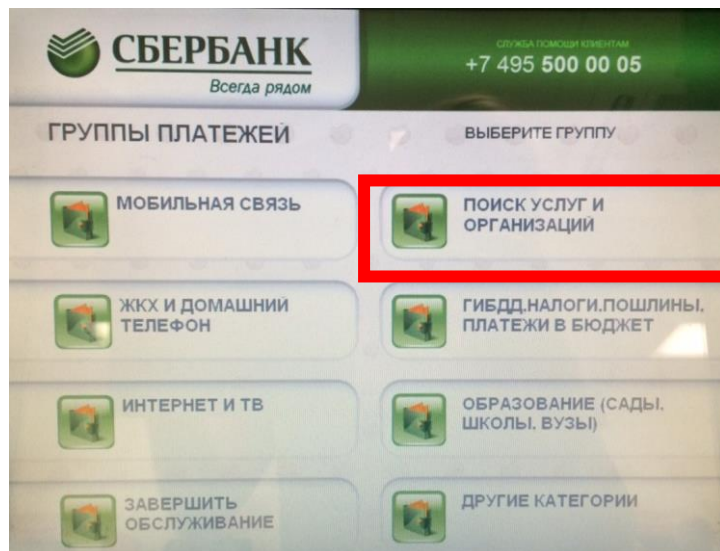 СБЕРБАНК
Всегда рядом
СЛУЖБА ПОМОЩИ КЛИЕНТАМ
+7 495 500 00 05
ГРУППЫ ПЛАТЕЖЕЙ
ВЫБЕРИТЕ ГРУППУ
МОБИЛЬНАЯ СВЯЗЬ
ПОИСК УСЛУГ И
ОРГАНИЗАЦИЙ
ЖКХ И ДОМАШНИЙ
ТЕЛЕФОН
ГИБДД,НАЛОГИ,ПОШЛИНЫ,
ПЛАТЕЖИ В БЮДЖЕТ
ИНТЕРНЕТ И ТВ
ОБРАЗОВАНИЕ (САДЫ,
ШКОЛЫ, ВУЗЫ)
ЗАВЕРШИТЬ
ОБСЛУЖИВАНИЕ
ДРУГИЕ КАТЕГОРИИ